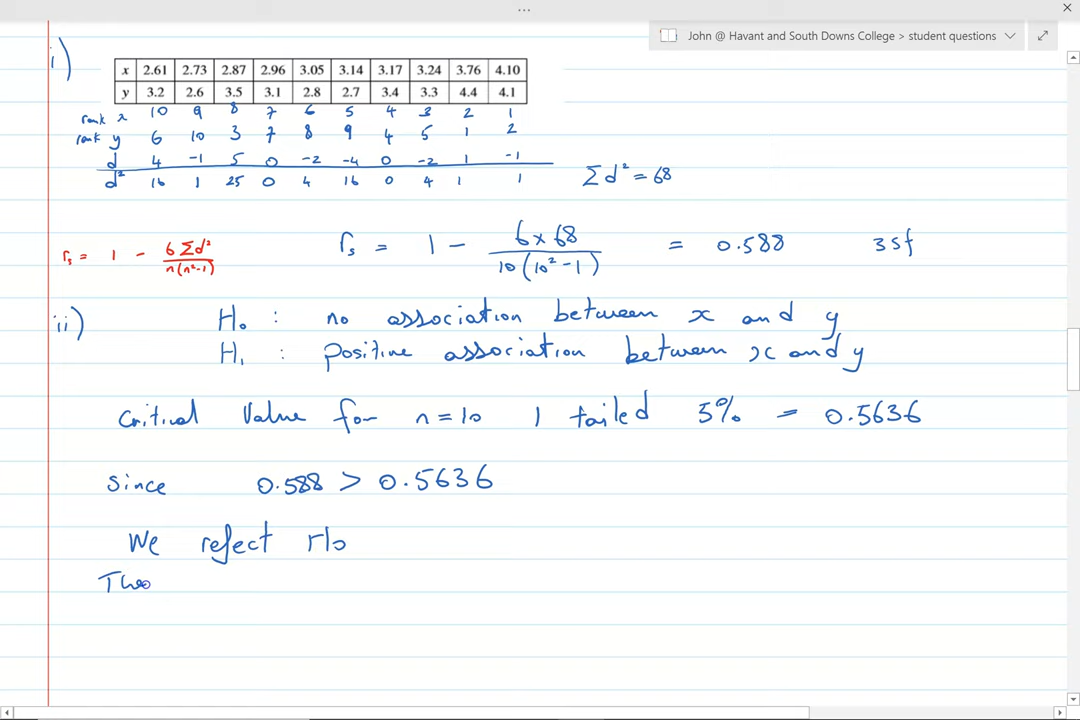 John @ Havant and South Downs College > student questions
i)
x 2.61 2.73 2.87 2.96 3.05 3.14 3.17 3.24 3.76 4.10
y 3.2 2.6 3.5 3.1 2.8 2.7 3.4 3.3 4.4 4.1
rank x 10 9 8 7 6 5 4 3 2 1
rank y 6 10 3 7 8 9 4 5 1 2
d 4 -1 5 0 -2 -4 0 -2 1 -1
d² 16 1 25 0 4 16 0 4 1 1 Σd² = 68
rs = 1 - 6Σd² / n(n²-1)
rs = 1 - 6×68 / 10(10²-1) = 0.588 3sf
ii) H₀ : no association between x and y
H₁ : positive association between x and y
critical value for n=10 1 tailed 5% = 0.5636
since 0.588 > 0.5636
We reject H₀
The